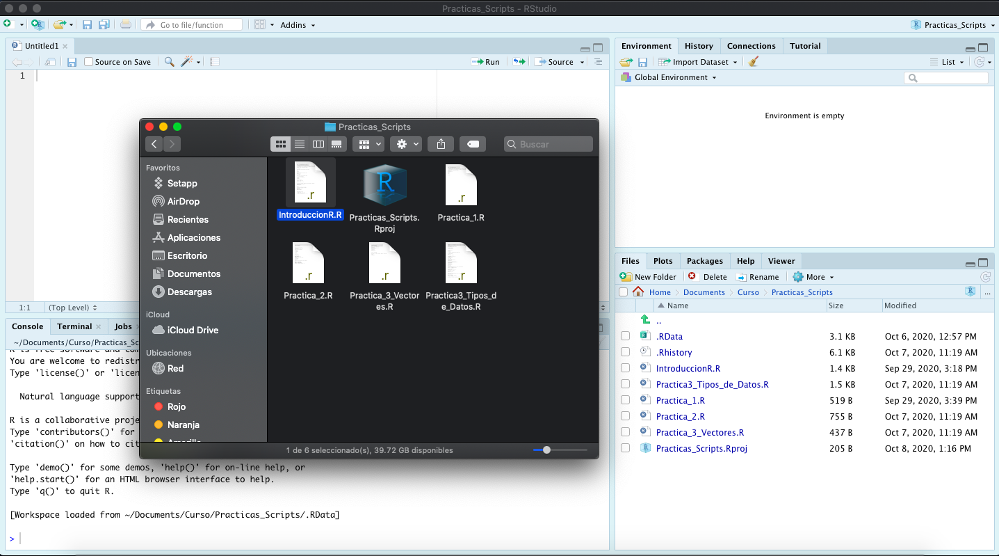 Practicas_Scripts - RStudio
Go to file/function
Addins
Practicas_Scripts
Untitled1
Source on Save
Run
Source
1
1:1
(Top Level)
Environment
History
Connections
Tutorial
Import Dataset
List
Global Environment
Environment is empty
Practicas_Scripts
Buscar
Favoritos
Setapp
AirDrop
Recientes
Aplicaciones
Escritorio
Documentos
Descargas
iCloud
iCloud Drive
Ubicaciones
Red
Etiquetas
Rojo
Naranja
Amarillo
IntroduccionR.R
Practicas_Scripts.
Rproj
Practica_1.R
Practica_2.R
Practica_3_Vector
es.R
Practica3_Tipos_d
e_Datos.R
1 de 6 seleccionado(s), 39.72 GB disponibles
Console
Terminal
Jobs
~/Documents/Curso/Practicas_Sc
R is free software and com
You are welcome to redistr
Type 'license()' or 'licen
Natural language support
R is a collaborative proje
Type 'contributors()' for
'citation()' on how to cit
Type 'demo()' for some demos, 'help()' for on-line help, or
'help.start()' for an HTML browser interface to help.
Type 'q()' to quit R.
[Workspace loaded from ~/Documents/Curso/Practicas_Scripts/.RData]
>
Files
Plots
Packages
Help
Viewer
New Folder
Delete
Rename
More
Home
Documents
Curso
Practicas_Scripts
...
Name
Size
Modified
..
.RData 3.1 KB Oct 6, 2020, 12:57 PM
.Rhistory 6.1 KB Oct 7, 2020, 11:19 AM
IntroduccionR.R 1.4 KB Sep 29, 2020, 3:18 PM
Practica3_Tipos_de_Datos.R 1.5 KB Oct 7, 2020, 11:19 AM
Practica_1.R 519 B Sep 29, 2020, 3:39 PM
Practica_2.R 755 B Oct 7, 2020, 11:19 AM
Practica_3_Vectores.R 437 B Oct 7, 2020, 11:19 AM
Practicas_Scripts.Rproj 205 B Oct 8, 2020, 1:16 PM